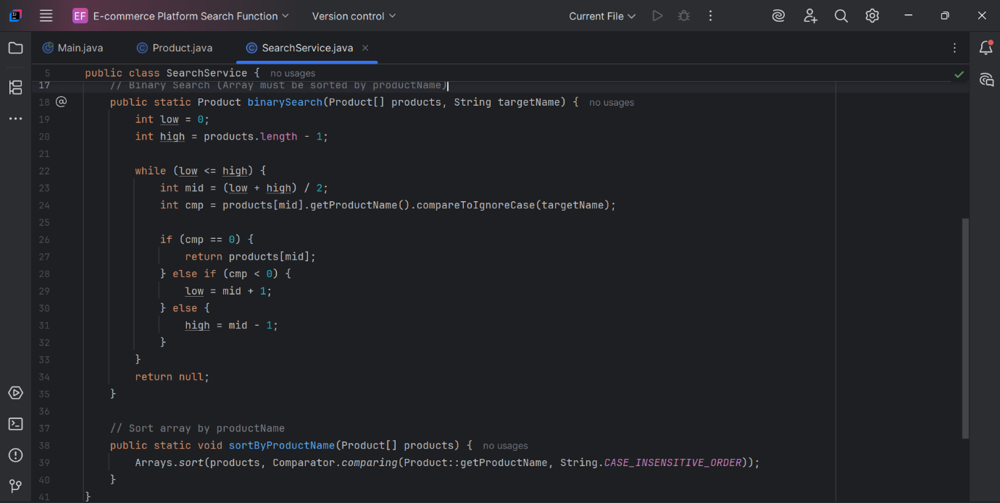 EF E-commerce Platform Search Function Version control Current File
Main.java Product.java SearchService.java
5 public class SearchService { no usages
17 // Binary Search (Array must be sorted by productName)
18 @ public static Product binarySearch(Product[] products, String targetName) { no usages
19 int low = 0;
20 int high = products.length - 1;
21
22 while (low <= high) {
23 int mid = (low + high) / 2;
24 int cmp = products[mid].getProductName().compareToIgnoreCase(targetName);
25
26 if (cmp == 0) {
27 return products[mid];
28 } else if (cmp < 0) {
29 low = mid + 1;
30 } else {
31 high = mid - 1;
32 }
33 }
34 return null;
35 }
36
37 // Sort array by productName
38 public static void sortByProductName(Product[] products) { no usages
39 Arrays.sort(products, Comparator.comparing(Product::getProductName, String.CASE_INSENSITIVE_ORDER));
40 }
41 }